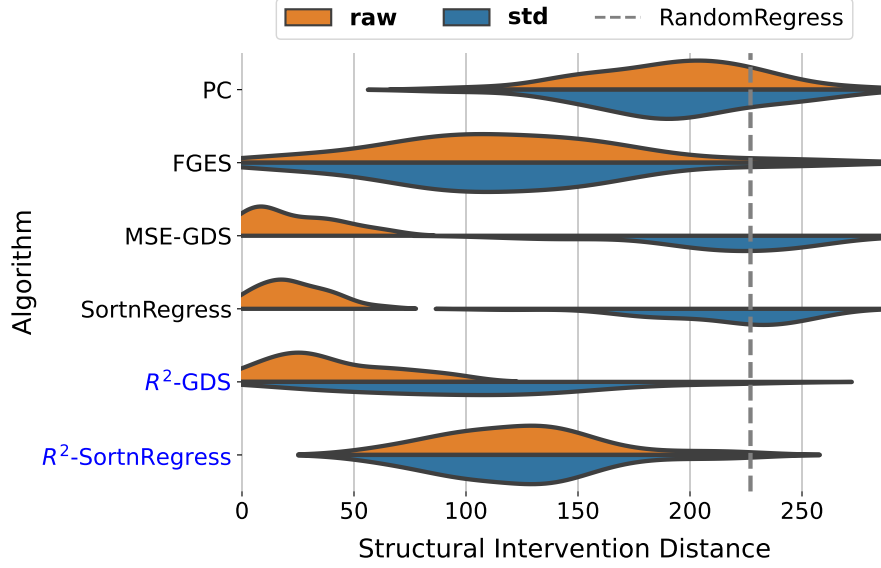 raw std RandomRegress
PC
FGES
MSE-GDS
SortnRegress
R²-GDS
R²-SortnRegress
Algorithm
0 50 100 150 200 250
Structural Intervention Distance